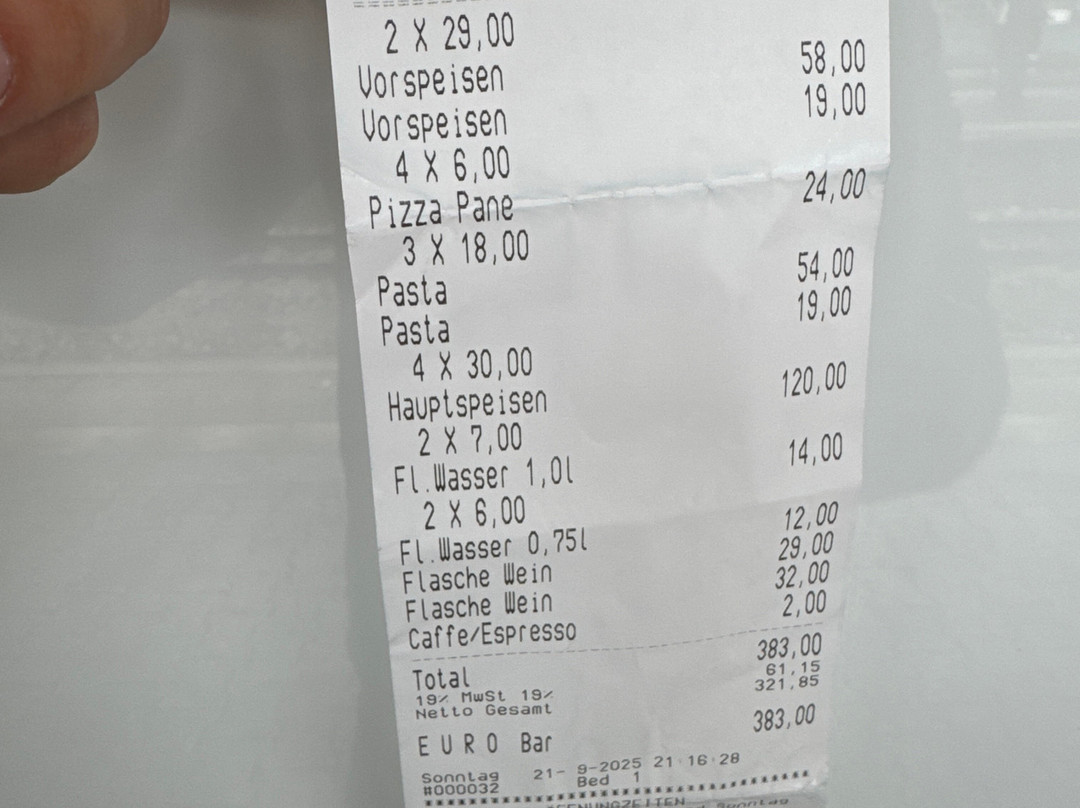 2 X 29,00
Vorspeisen 58,00
Vorspeisen 19,00
4 X 6,00
Pizza Pane 24,00
3 X 18,00
Pasta 54,00
Pasta 19,00
4 X 30,00
Hauptspeisen 120,00
2 X 7,00
Fl.Wasser 1,0l 14,00
2 X 6,00
Fl.Wasser 0,75l 12,00
Flasche Wein 29,00
Flasche Wein 32,00
Caffe/Espresso 2,00
Total 383,00
19% MwSt 19% 61,15
Netto Gesamt 321,85
E U R O Bar 383,00
Sonntag 21- 9-2025 21:16:28
#000032 Bed 1
Sonntag